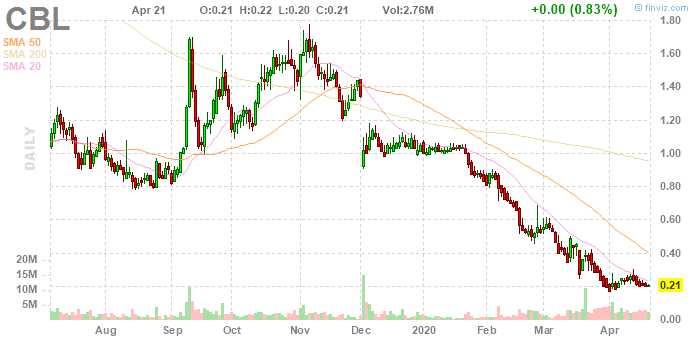 CBL
Apr 21 O:0.21 H:0.22 L:0.20 C:0.21 Vol:2.76M +0.00 (0.83%)
© finviz.com
SMA 50
SMA 200
SMA 20
DAILY
1.80
1.60
1.40
1.20
1.00
0.80
0.60
0.40
0.21
20M
15M
10M
5M
Aug Sep Oct Nov Dec 2020 Feb Mar Apr